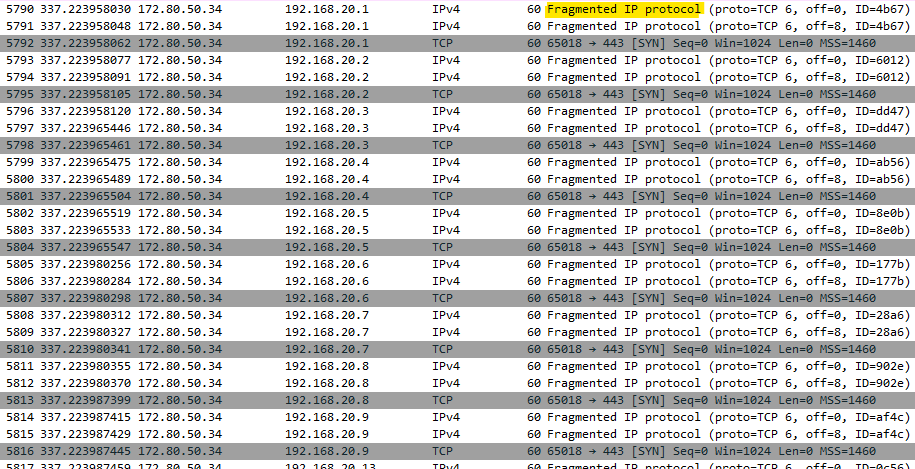 5790 337.223958030 172.80.50.34 192.168.20.1 IPv4 60 Fragmented IP protocol (proto=TCP 6, off=0, ID=4b67)
5791 337.223958048 172.80.50.34 192.168.20.1 IPv4 60 Fragmented IP protocol (proto=TCP 6, off=8, ID=4b67)
5792 337.223958062 172.80.50.34 192.168.20.1 TCP 60 65018 → 443 [SYN] Seq=0 Win=1024 Len=0 MSS=1460
5793 337.223958077 172.80.50.34 192.168.20.2 IPv4 60 Fragmented IP protocol (proto=TCP 6, off=0, ID=6012)
5794 337.223958091 172.80.50.34 192.168.20.2 IPv4 60 Fragmented IP protocol (proto=TCP 6, off=8, ID=6012)
5795 337.223958105 172.80.50.34 192.168.20.2 TCP 60 65018 → 443 [SYN] Seq=0 Win=1024 Len=0 MSS=1460
5796 337.223958120 172.80.50.34 192.168.20.3 IPv4 60 Fragmented IP protocol (proto=TCP 6, off=0, ID=dd47)
5797 337.223965446 172.80.50.34 192.168.20.3 IPv4 60 Fragmented IP protocol (proto=TCP 6, off=8, ID=dd47)
5798 337.223965461 172.80.50.34 192.168.20.3 TCP 60 65018 → 443 [SYN] Seq=0 Win=1024 Len=0 MSS=1460
5799 337.223965475 172.80.50.34 192.168.20.4 IPv4 60 Fragmented IP protocol (proto=TCP 6, off=0, ID=ab56)
5800 337.223965489 172.80.50.34 192.168.20.4 IPv4 60 Fragmented IP protocol (proto=TCP 6, off=8, ID=ab56)
5801 337.223965504 172.80.50.34 192.168.20.4 TCP 60 65018 → 443 [SYN] Seq=0 Win=1024 Len=0 MSS=1460
5802 337.223965519 172.80.50.34 192.168.20.5 IPv4 60 Fragmented IP protocol (proto=TCP 6, off=0, ID=8e0b)
5803 337.223965533 172.80.50.34 192.168.20.5 IPv4 60 Fragmented IP protocol (proto=TCP 6, off=8, ID=8e0b)
5804 337.223965547 172.80.50.34 192.168.20.5 TCP 60 65018 → 443 [SYN] Seq=0 Win=1024 Len=0 MSS=1460
5805 337.223980256 172.80.50.34 192.168.20.6 IPv4 60 Fragmented IP protocol (proto=TCP 6, off=0, ID=177b)
5806 337.223980284 172.80.50.34 192.168.20.6 IPv4 60 Fragmented IP protocol (proto=TCP 6, off=8, ID=177b)
5807 337.223980298 172.80.50.34 192.168.20.6 TCP 60 65018 → 443 [SYN] Seq=0 Win=1024 Len=0 MSS=1460
5808 337.223980312 172.80.50.34 192.168.20.7 IPv4 60 Fragmented IP protocol (proto=TCP 6, off=0, ID=28a6)
5809 337.223980327 172.80.50.34 192.168.20.7 IPv4 60 Fragmented IP protocol (proto=TCP 6, off=8, ID=28a6)
5810 337.223980341 172.80.50.34 192.168.20.7 TCP 60 65018 → 443 [SYN] Seq=0 Win=1024 Len=0 MSS=1460
5811 337.223980355 172.80.50.34 192.168.20.8 IPv4 60 Fragmented IP protocol (proto=TCP 6, off=0, ID=902e)
5812 337.223980370 172.80.50.34 192.168.20.8 IPv4 60 Fragmented IP protocol (proto=TCP 6, off=8, ID=902e)
5813 337.223987399 172.80.50.34 192.168.20.8 TCP 60 65018 → 443 [SYN] Seq=0 Win=1024 Len=0 MSS=1460
5814 337.223987415 172.80.50.34 192.168.20.9 IPv4 60 Fragmented IP protocol (proto=TCP 6, off=0, ID=af4c)
5815 337.223987429 172.80.50.34 192.168.20.9 IPv4 60 Fragmented IP protocol (proto=TCP 6, off=8, ID=af4c)
5816 337.223987445 172.80.50.34 192.168.20.9 TCP 60 65018 → 443 [SYN] Seq=0 Win=1024 Len=0 MSS=1460
5817 337.223987459 172.80.50.34 192.168.20.13 IPv4 60 Fragmented IP protocol (proto=TCP 6, off=0,